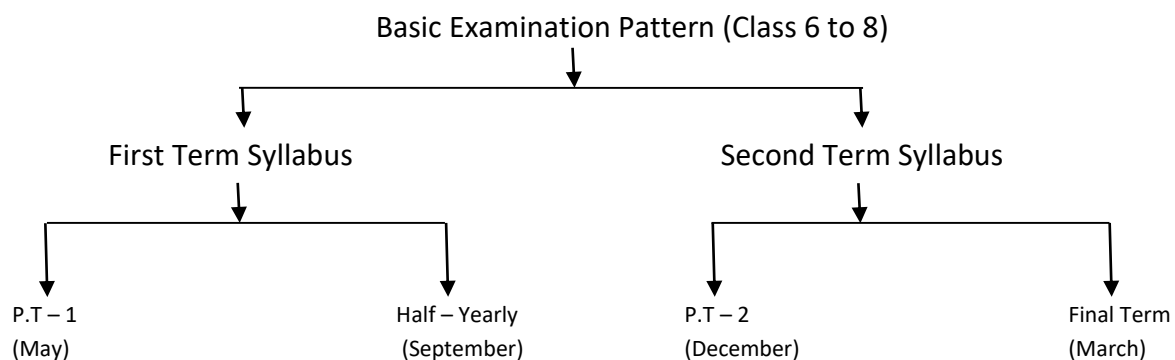 Basic Examination Pattern (Class 6 to 8)
First Term Syllabus
Second Term Syllabus
P.T – 1
(May)
Half – Yearly
(September)
P.T – 2
(December)
Final Term
(March)